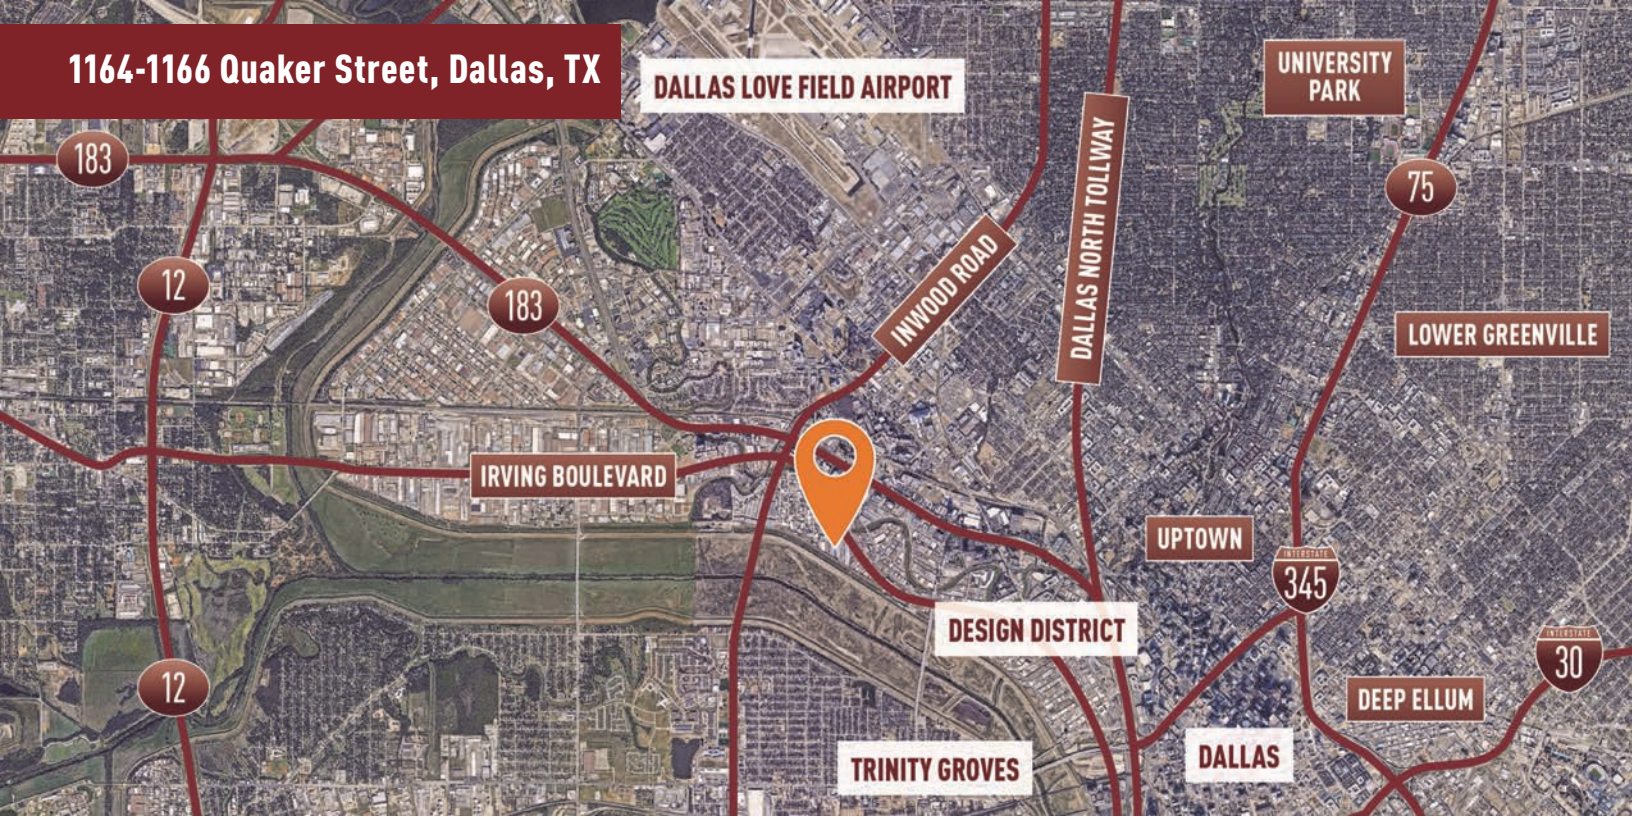 1164-1166 Quaker Street, Dallas, TX
DALLAS LOVE FIELD AIRPORT
UNIVERSITY
PARK
183
75
DALLAS NORTH TOLLWAY
INWOOD ROAD
12
183
LOWER GREENVILLE
IRVING BOULEVARD
UPTOWN
INTERSTATE
345
DESIGN DISTRICT
INTERSTATE
30
12
DEEP ELLUM
TRINITY GROVES
DALLAS